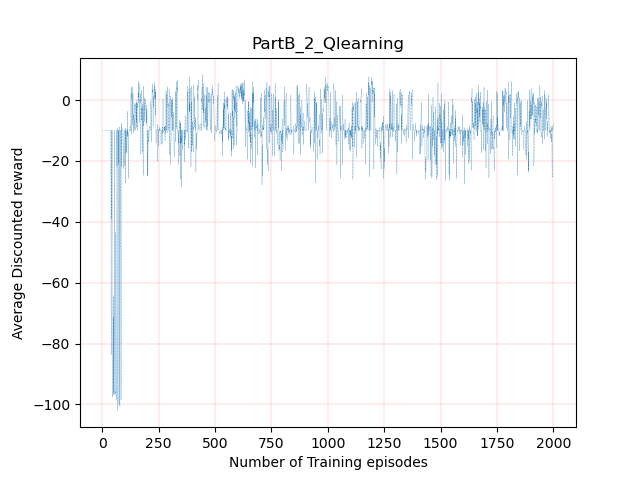 PartB_2_Qlearning
Average Discounted reward
0
−20
−40
−60
−80
−100
0 250 500 750 1000 1250 1500 1750 2000
Number of Training episodes